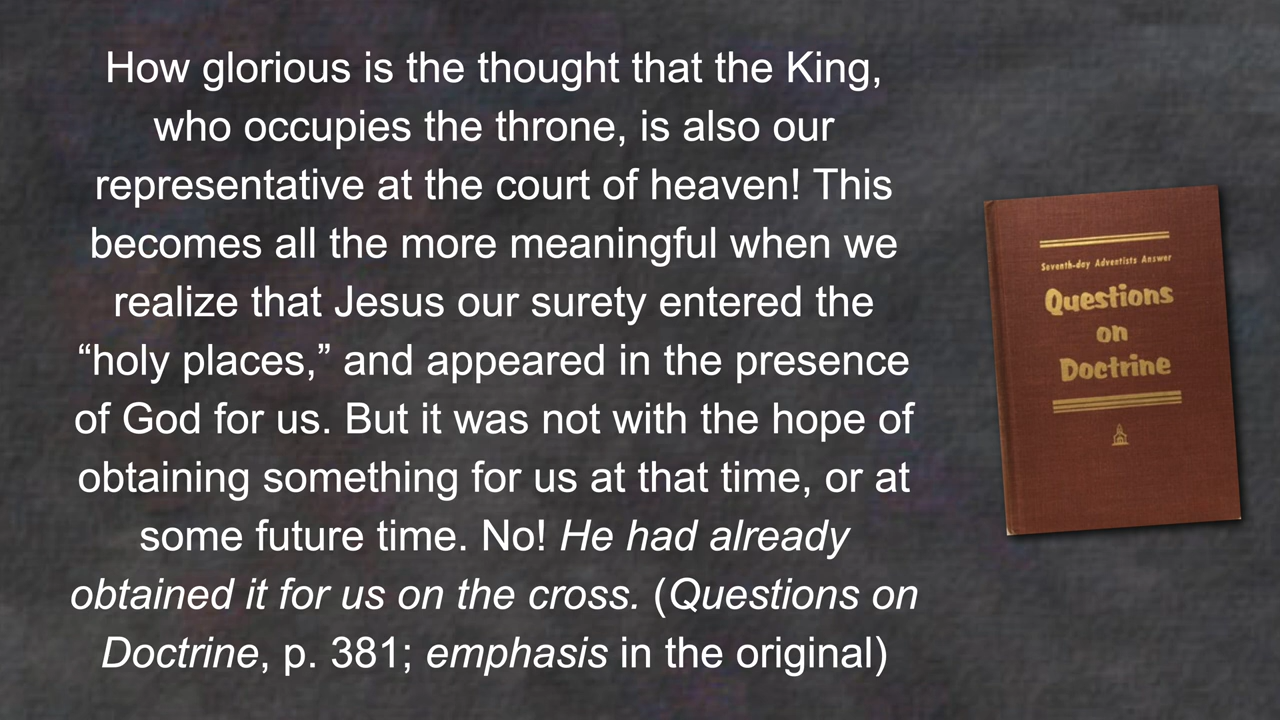 How glorious is the thought that the King,
who occupies the throne, is also our
representative at the court of heaven! This
becomes all the more meaningful when we
realize that Jesus our surety entered the
“holy places,” and appeared in the presence
of God for us. But it was not with the hope of
obtaining something for us at that time, or at
some future time. No! He had already
obtained it for us on the cross. (Questions on
Doctrine, p. 381; emphasis in the original)
Seventh-day Adventists Answer
Questions
on
Doctrine